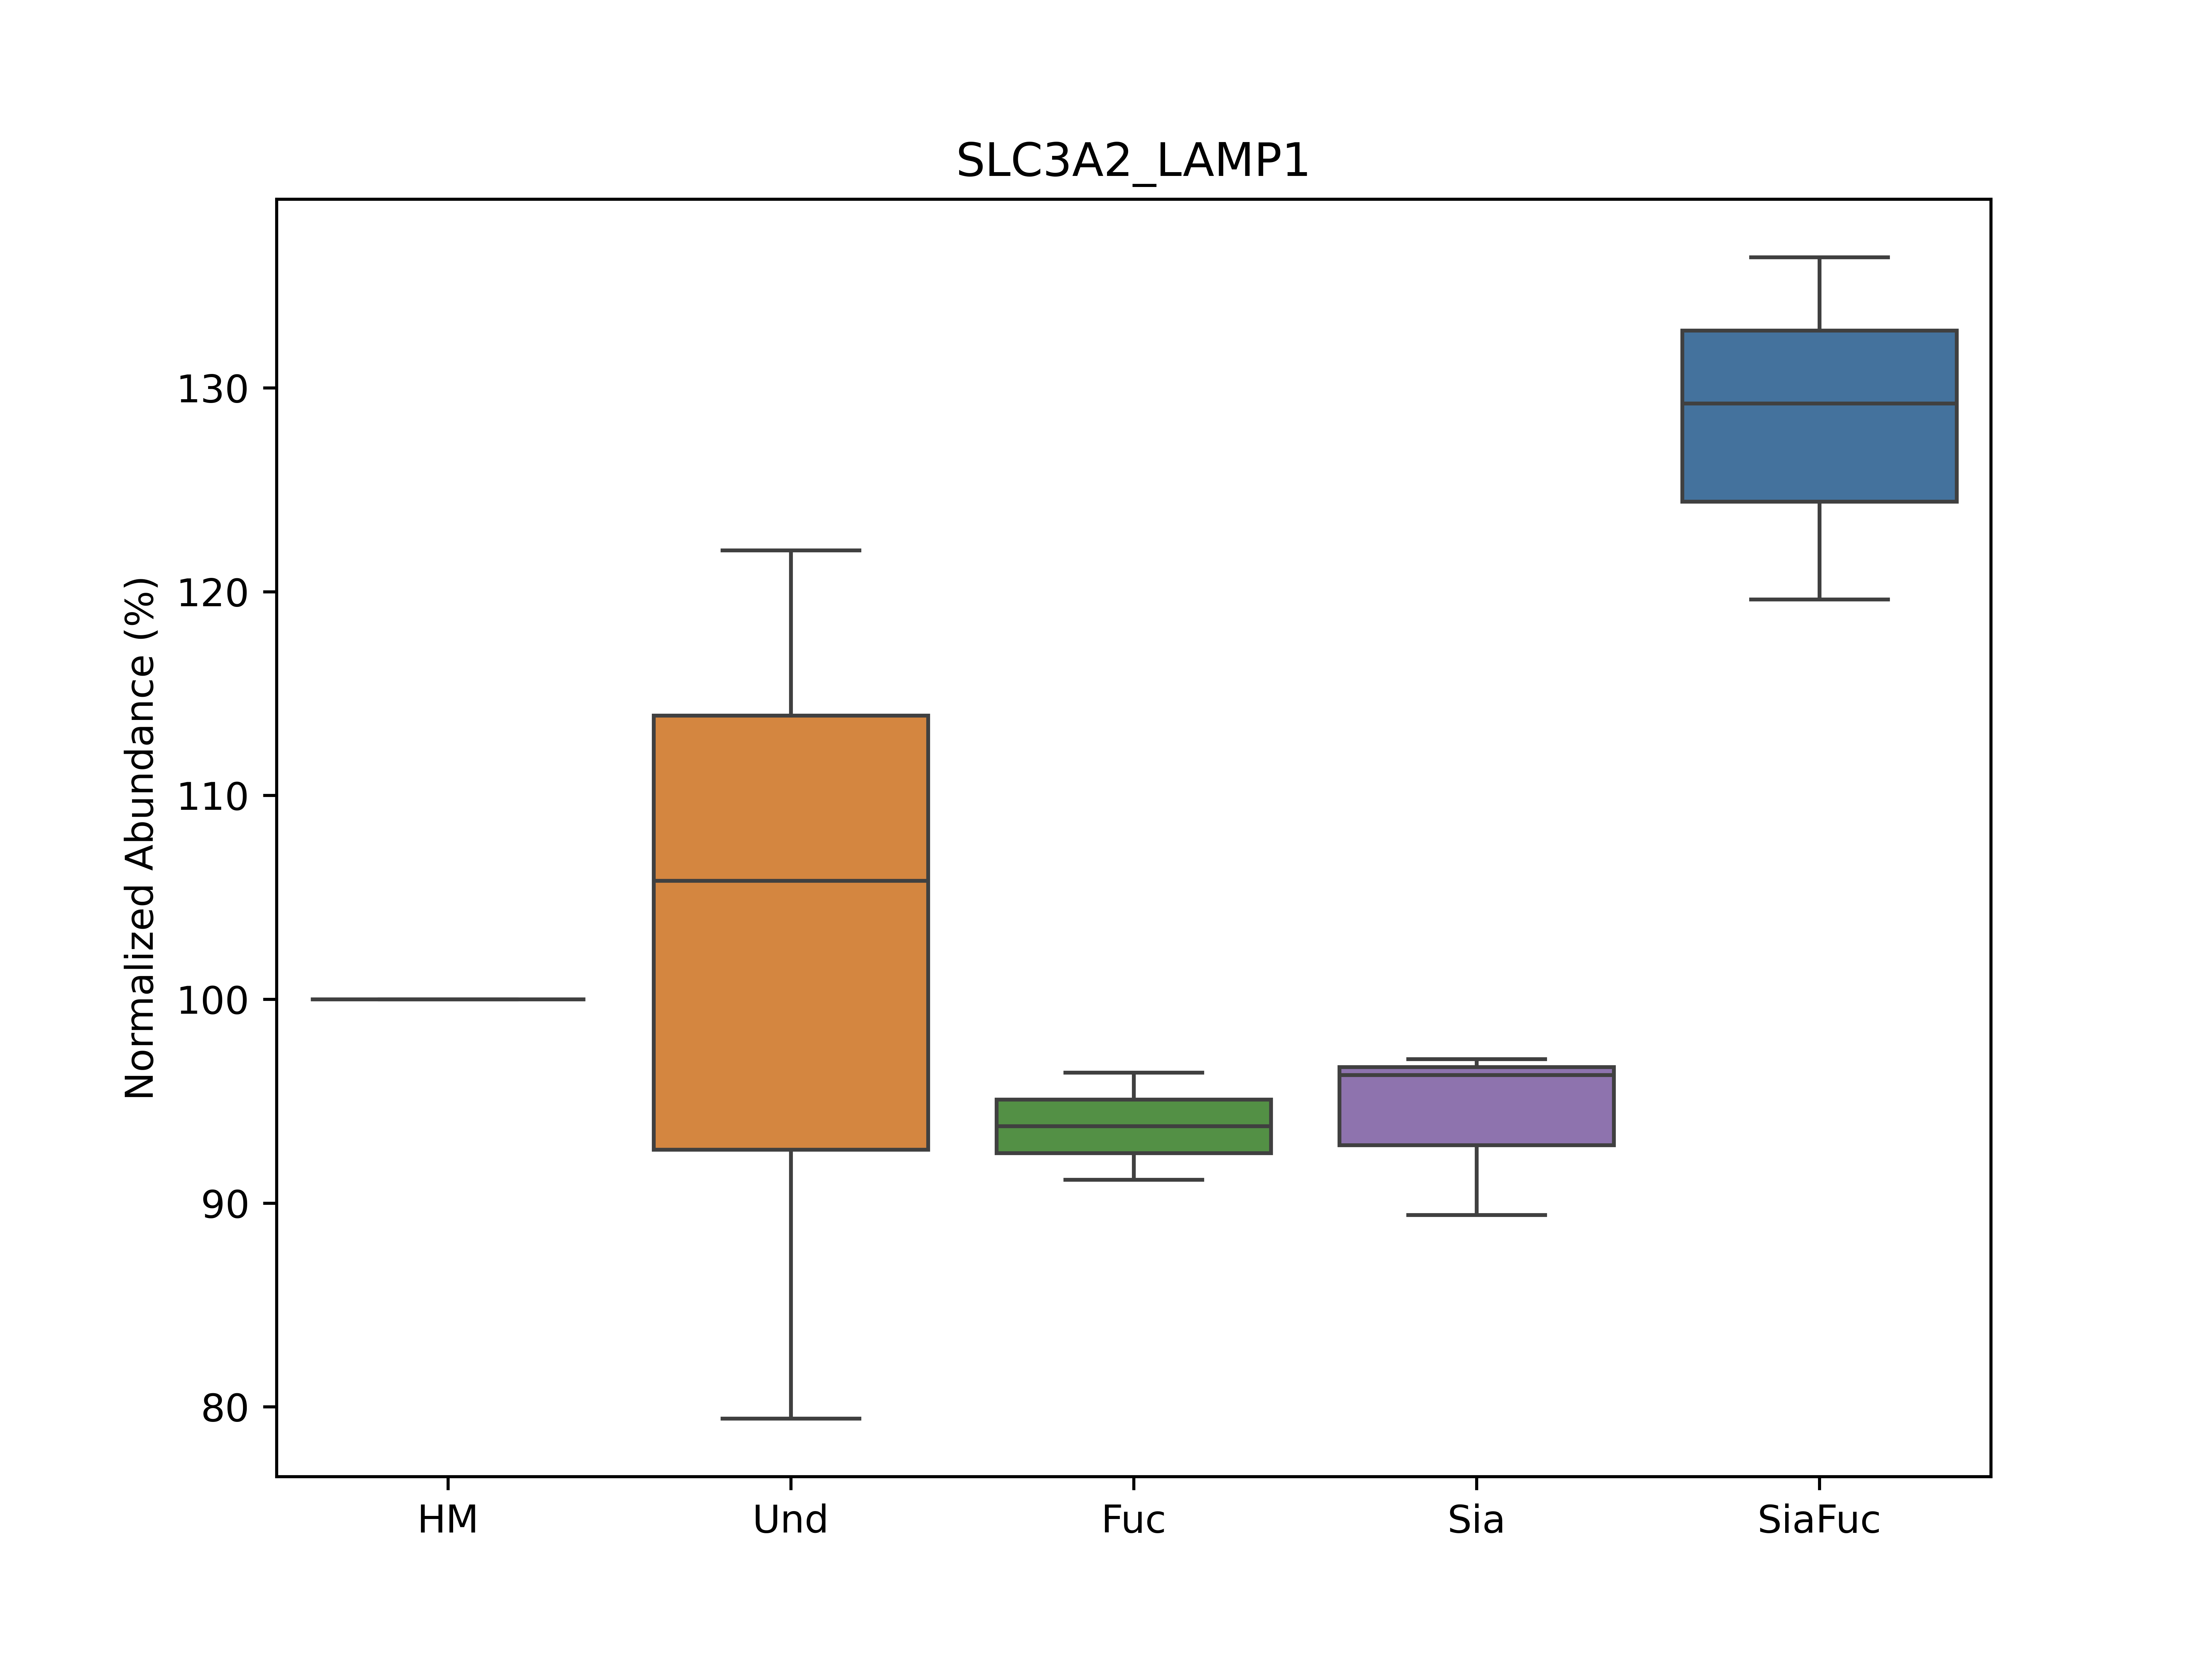 SLC3A2_LAMP1
Normalized Abundance (%)
130
120
110
100
90
80
HM Und Fuc Sia SiaFuc